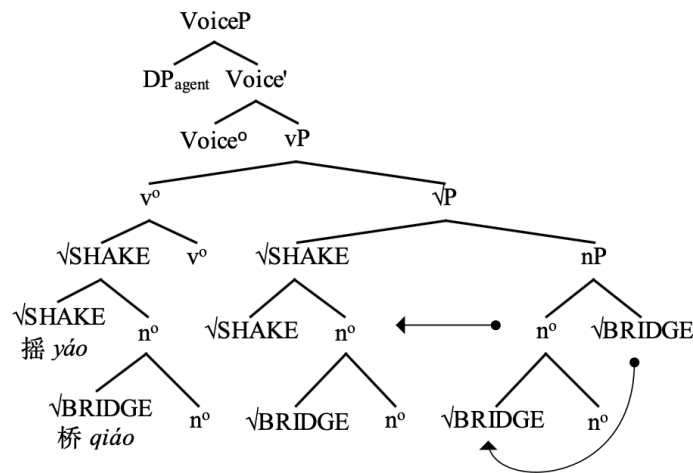 VoiceP
DPagent Voice'
Voiceº vP
vº √P
√SHAKE vº √SHAKE nP
√SHAKE nº √SHAKE nº nº √BRIDGE
摇 yáo
√BRIDGE nº √BRIDGE nº √BRIDGE nº
桥 qiáo